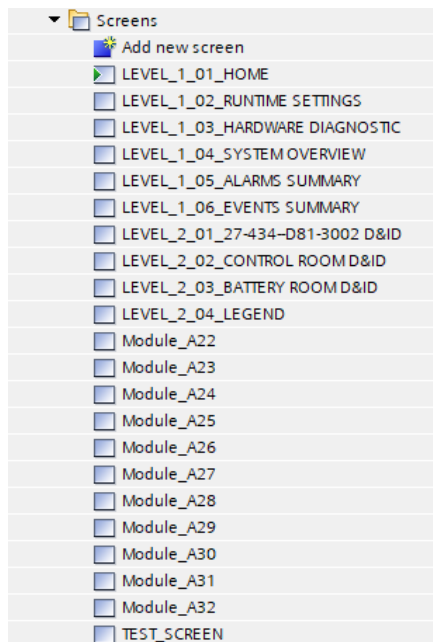 Screens
Add new screen
LEVEL_1_01_HOME
LEVEL_1_02_RUNTIME SETTINGS
LEVEL_1_03_HARDWARE DIAGNOSTIC
LEVEL_1_04_SYSTEM OVERVIEW
LEVEL_1_05_ALARMS SUMMARY
LEVEL_1_06_EVENTS SUMMARY
LEVEL_2_01_27-434--D81-3002 D&ID
LEVEL_2_02_CONTROL ROOM D&ID
LEVEL_2_03_BATTERY ROOM D&ID
LEVEL_2_04_LEGEND
Module_A22
Module_A23
Module_A24
Module_A25
Module_A26
Module_A27
Module_A28
Module_A29
Module_A30
Module_A31
Module_A32
TEST_SCREEN